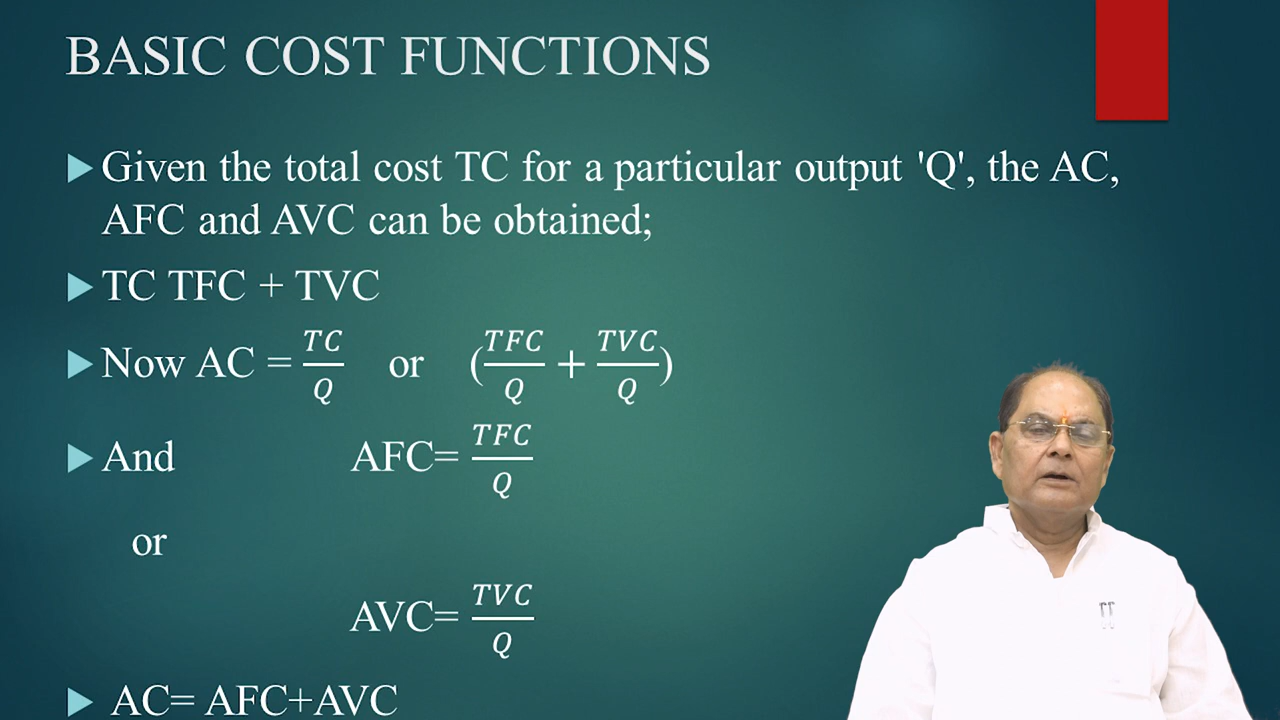 BASIC COST FUNCTIONS
Given the total cost TC for a particular output 'Q', the AC,
AFC and AVC can be obtained;
TC TFC + TVC
Now AC = TC/Q or (TFC/Q + TVC/Q)
And AFC= TFC/Q
or
AVC= TVC/Q
AC= AFC+AVC